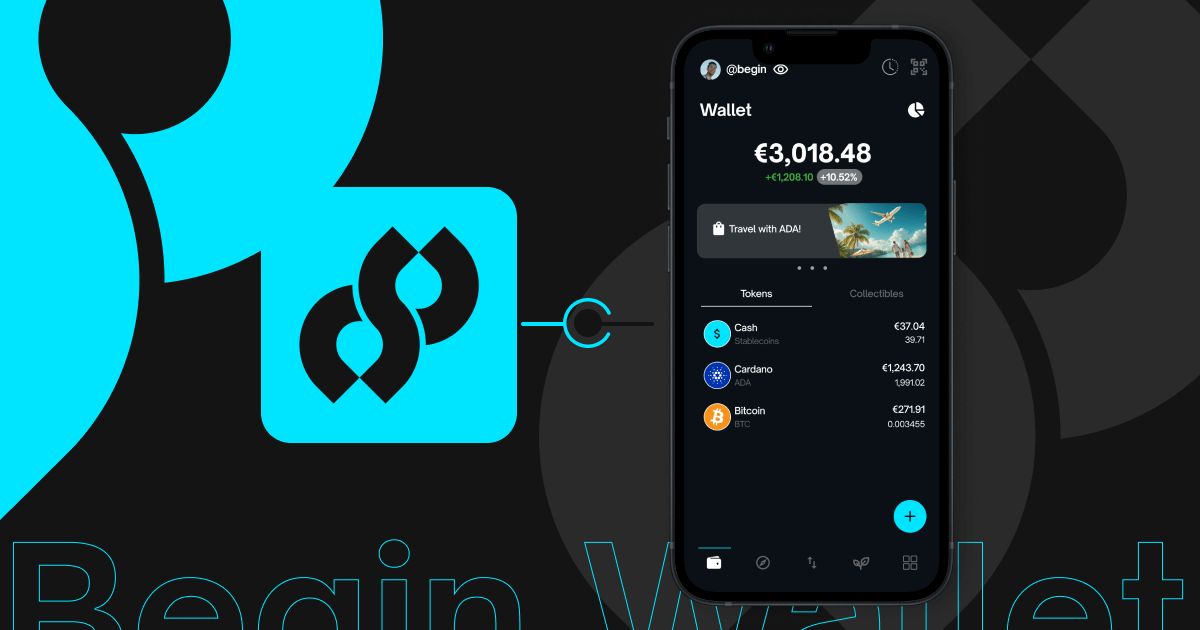 @begin
Wallet
€3,018.48
+€1,208.10 +10.52%
Travel with ADA!
Tokens Collectibles
Cash €37.04
Stablecoins 39.71
Cardano €1,243.70
ADA 1,991.02
Bitcoin €271.91
BTC 0.003455
Begin Wallet